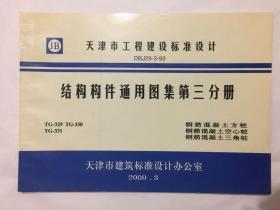 JB
天津市工程建设标准设计
DBJ29-3-93
结构构件通用图集第三分册
TG-329 TG-330 钢筋混凝土方桩
TG-331 钢筋混凝土空心桩
钢筋混凝土三角桩
天津市建筑标准设计办公室
2000.3